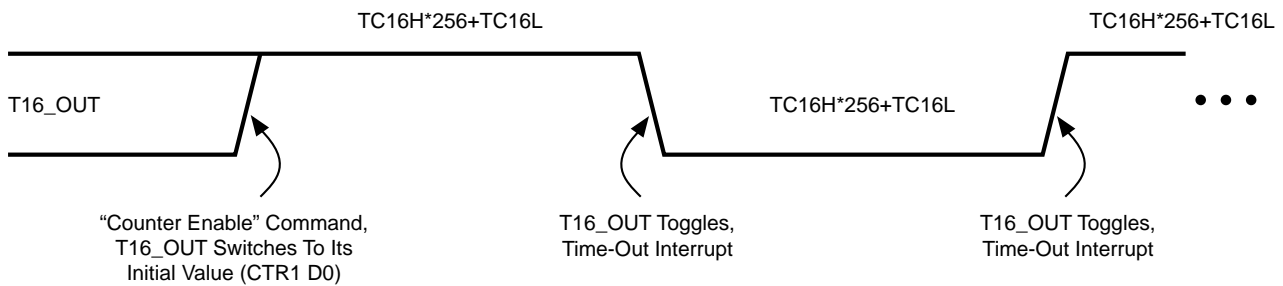 TC16H*256+TC16L
TC16H*256+TC16L
T16_OUT
TC16H*256+TC16L
“Counter Enable” Command,
T16_OUT Switches To Its
Initial Value (CTR1 D0)
T16_OUT Toggles,
Time-Out Interrupt
T16_OUT Toggles,
Time-Out Interrupt